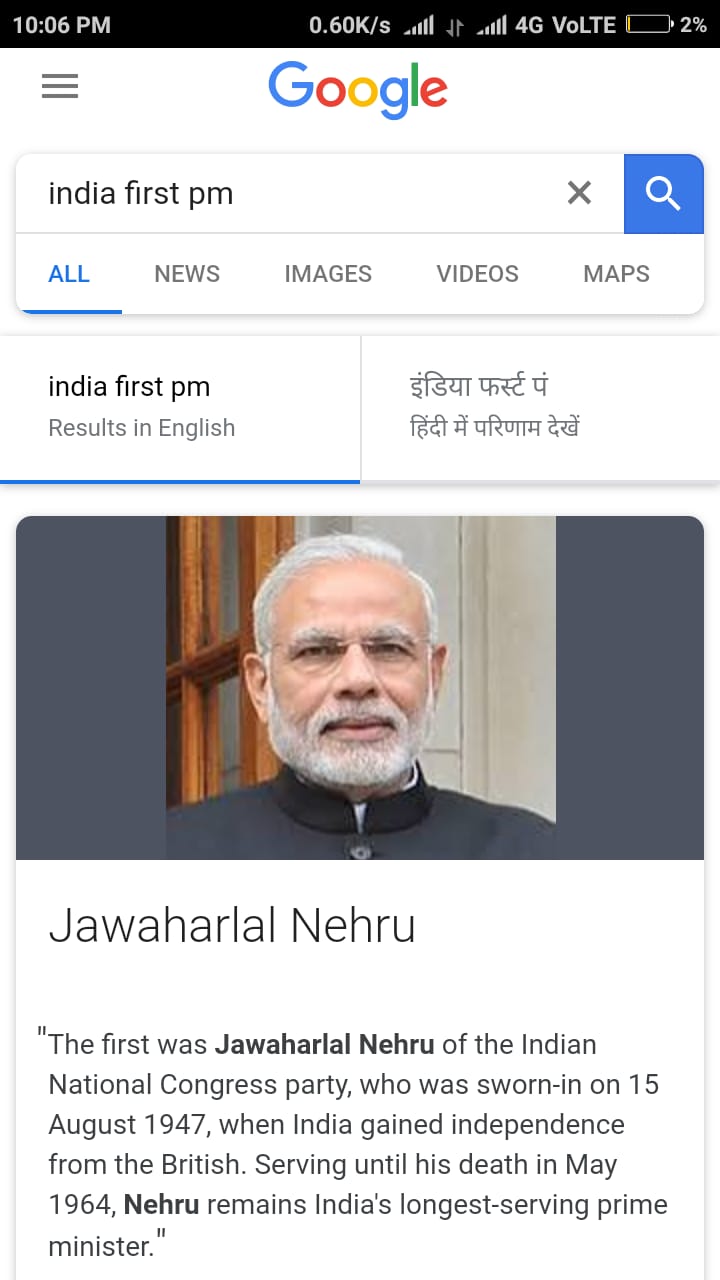 10:06 PM 0.60K/s 4G VoLTE 2%
Google
india first pm
ALL NEWS IMAGES VIDEOS MAPS
india first pm
Results in English
इंडिया फर्स्ट पं
हिंदी में परिणाम देखें
Jawaharlal Nehru
"The first was Jawaharlal Nehru of the Indian
National Congress party, who was sworn-in on 15
August 1947, when India gained independence
from the British. Serving until his death in May
1964, Nehru remains India's longest-serving prime
minister."